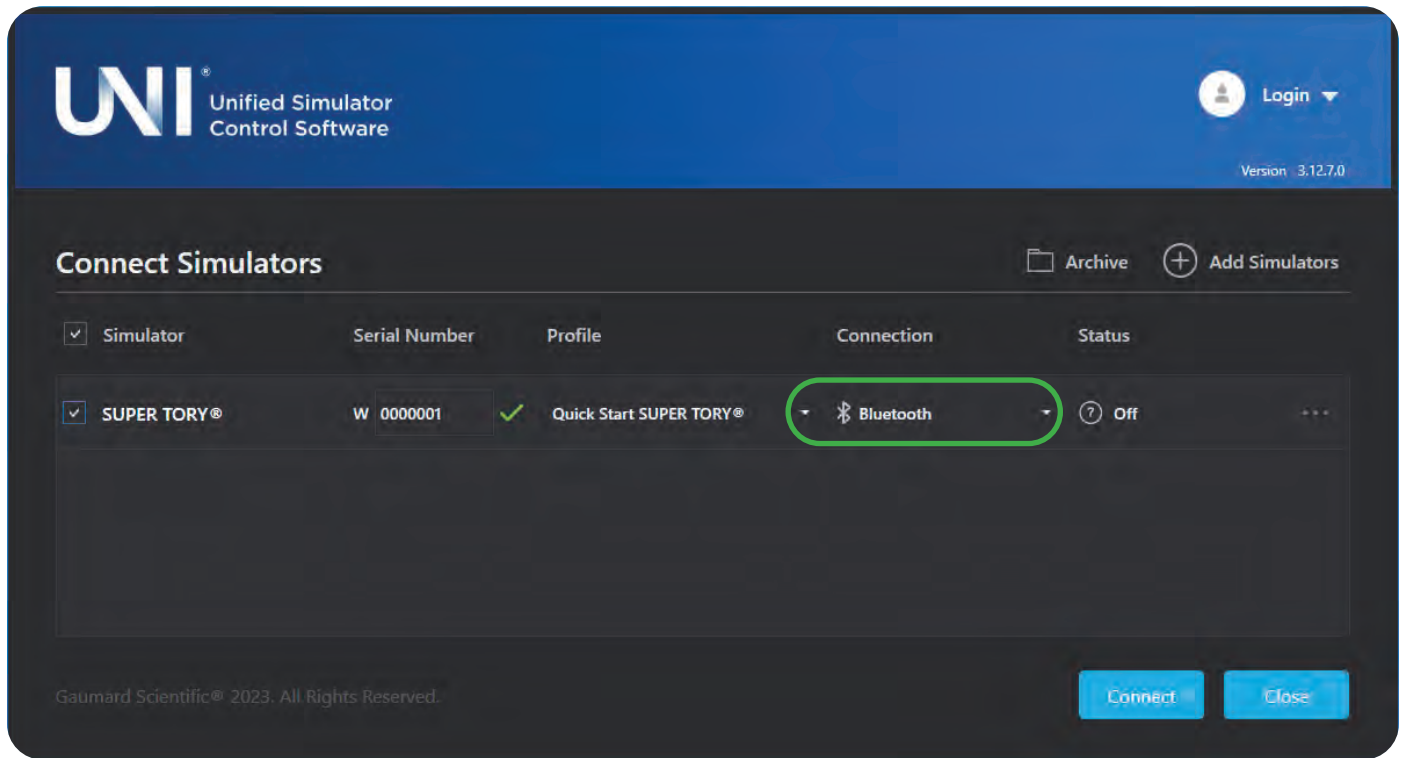 UNI® Unified Simulator
Control Software
Login
Version 3.12.7.0
Connect Simulators Archive Add Simulators
Simulator Serial Number Profile Connection Status
SUPER TORY® W 0000001 Quick Start SUPER TORY® Bluetooth ? Off ...
Gaumard Scientific® 2023. All Rights Reserved. Connect Close